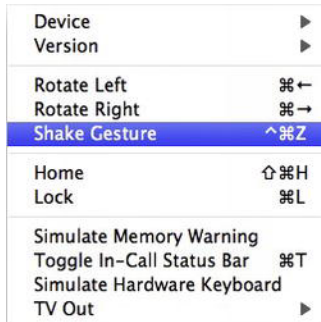 Device ▶
Version ▶
Rotate Left ⌘←
Rotate Right ⌘→
Shake Gesture ^⌘Z
Home ⇧⌘H
Lock ⌘L
Simulate Memory Warning
Toggle In-Call Status Bar ⌘T
Simulate Hardware Keyboard
TV Out ▶